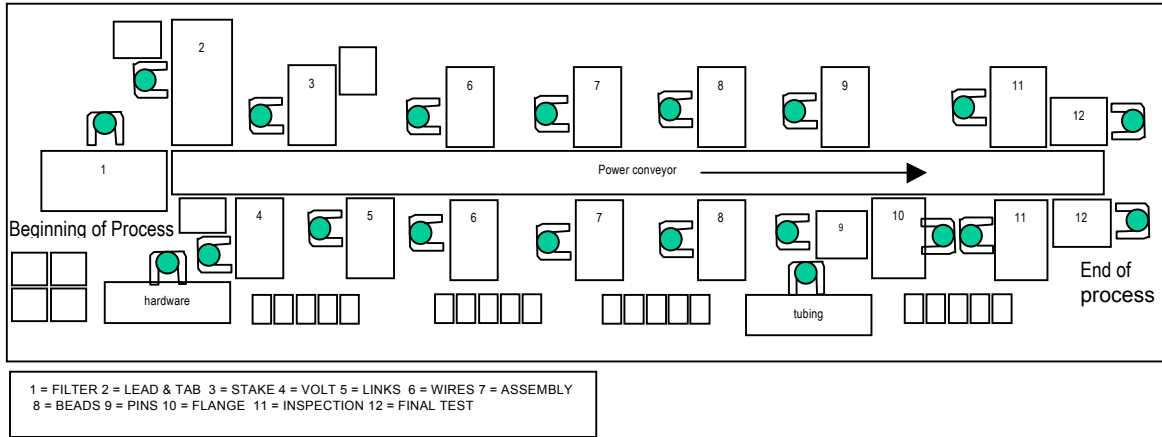 2
3
6
7
8
9
11
12
1
Power conveyor
Beginning of Process
4
5
6
7
8
9
10
11
12
hardware
tubing
End of
process
1 = FILTER 2 = LEAD & TAB 3 = STAKE 4 = VOLT 5 = LINKS 6 = WIRES 7 = ASSEMBLY
8 = BEADS 9 = PINS 10 = FLANGE 11 = INSPECTION 12 = FINAL TEST